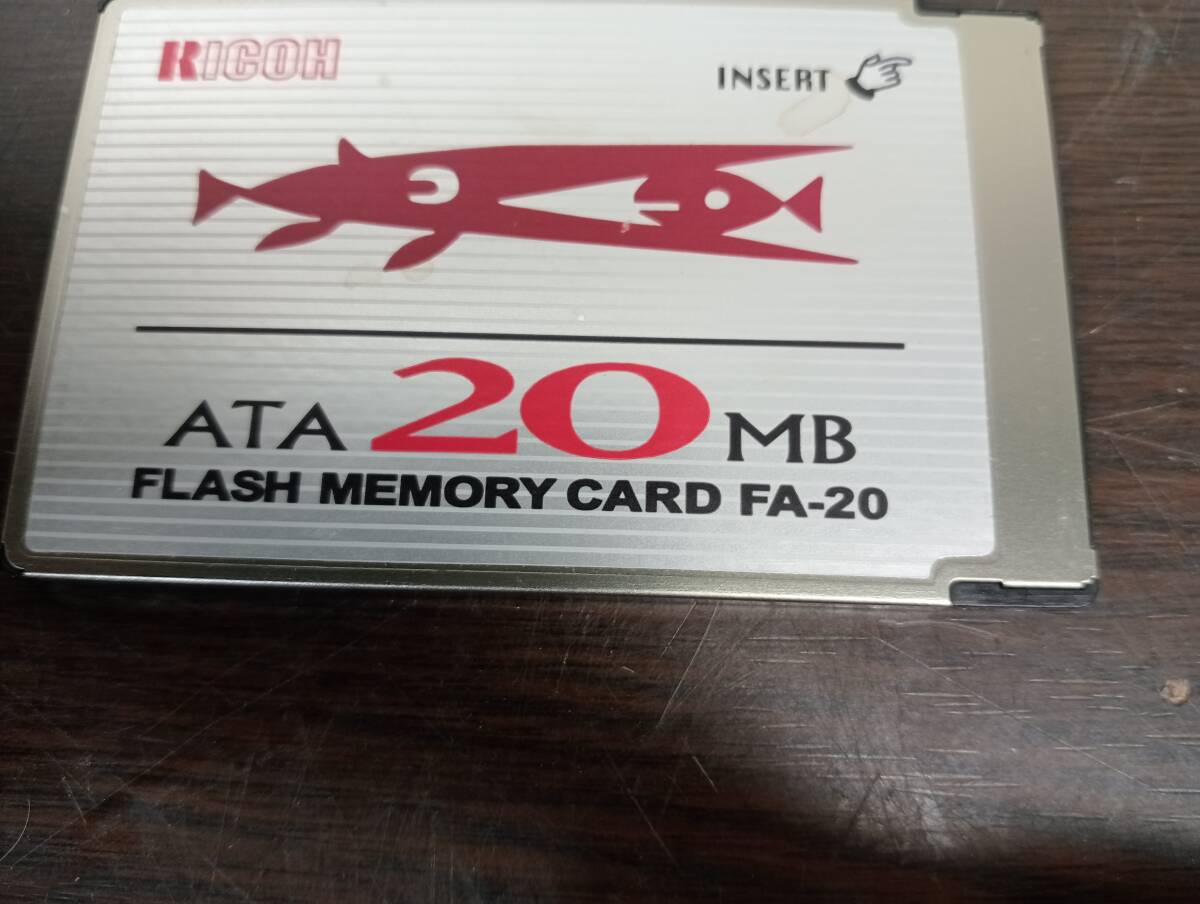 RICOH
INSERT
ATA 20 MB
FLASH MEMORY CARD FA-20